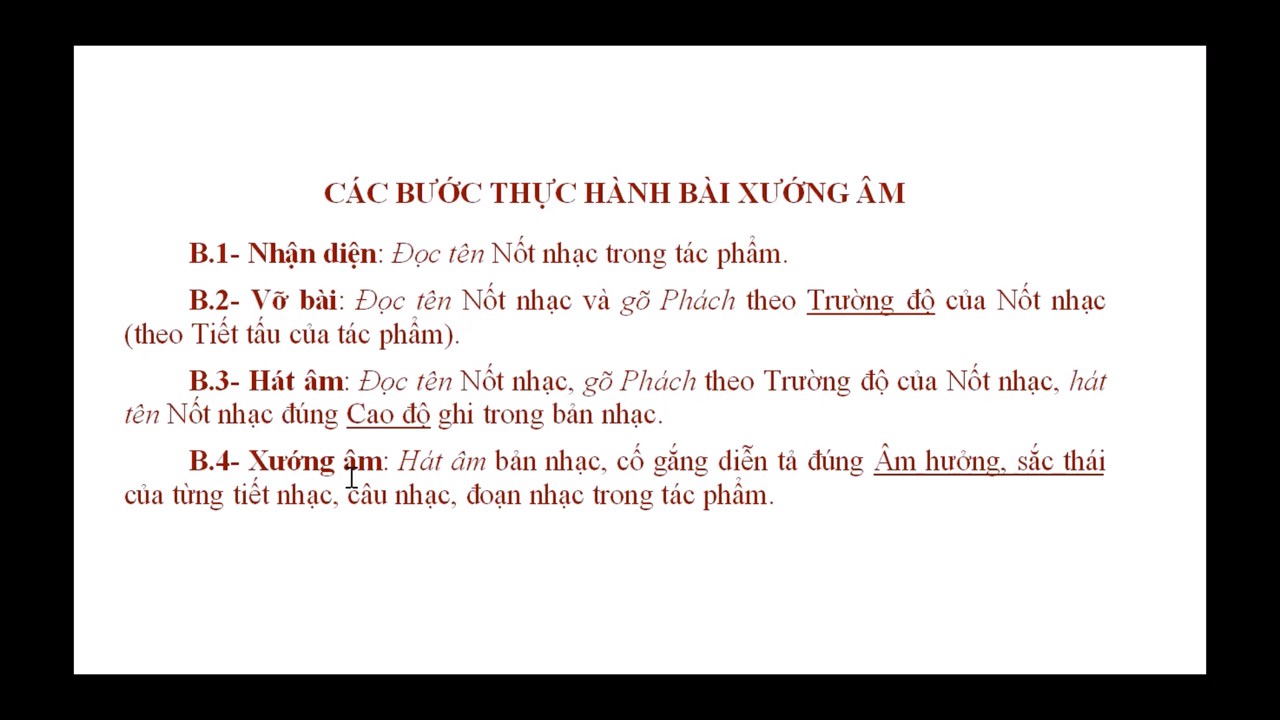 CÁC BƯỚC THỰC HÀNH BÀI XƯỚNG ÂM
B.1- Nhận diện: Đọc tên Nốt nhạc trong tác phẩm.
B.2- Vỡ bài: Đọc tên Nốt nhạc và gõ Phách theo Trường độ của Nốt nhạc
(theo Tiết tấu của tác phẩm).
B.3- Hát âm: Đọc tên Nốt nhạc, gõ Phách theo Trường độ của Nốt nhạc, hát
tên Nốt nhạc đúng Cao độ ghi trong bản nhạc.
B.4- Xướng âm: Hát âm bản nhạc, cố gắng diễn tả đúng Âm hưởng, sắc thái
của từng tiết nhạc, câu nhạc, đoạn nhạc trong tác phẩm.